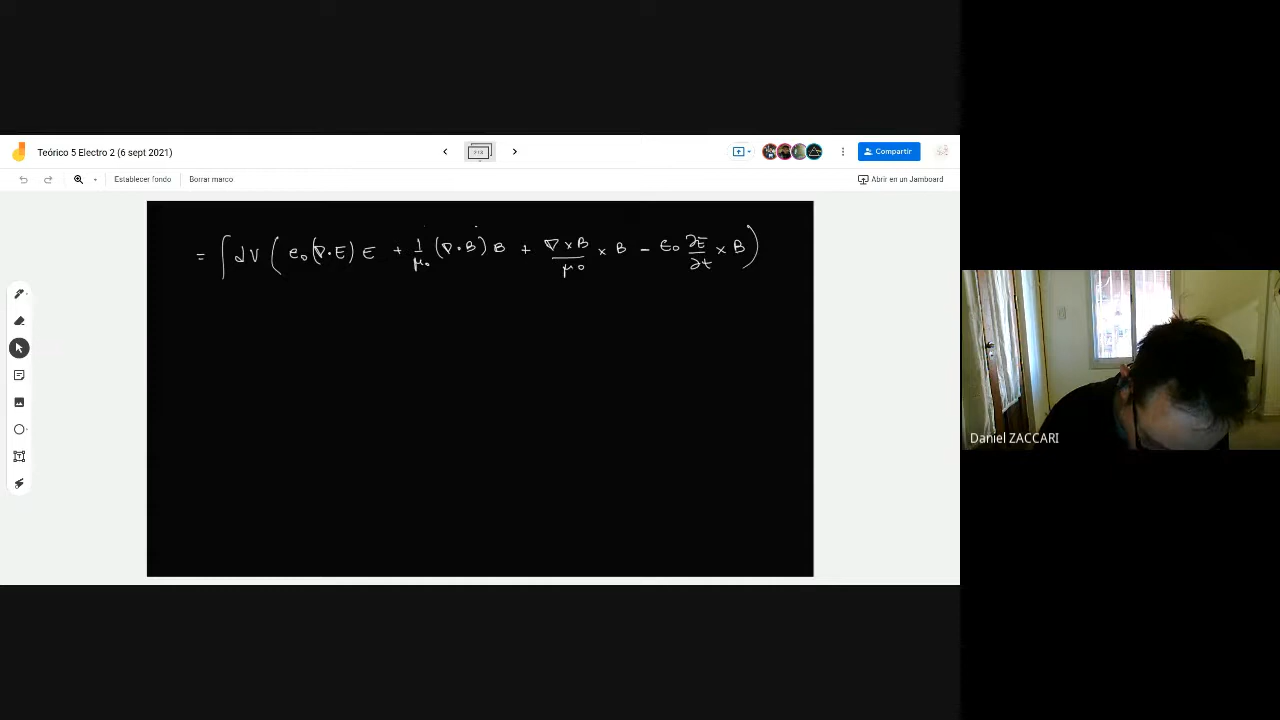 Teórico 5 Electro 2 (6 sept 2021)
Compartir
Establecer fondo
Borrar marco
Abrir en un Jamboard
= ∫ dV ( ε₀(∇·E) E + 1/μ₀ (∇·B) B + ∇×B/μ₀ × B − ε₀ ∂E/∂t × B )
Daniel ZACCARI